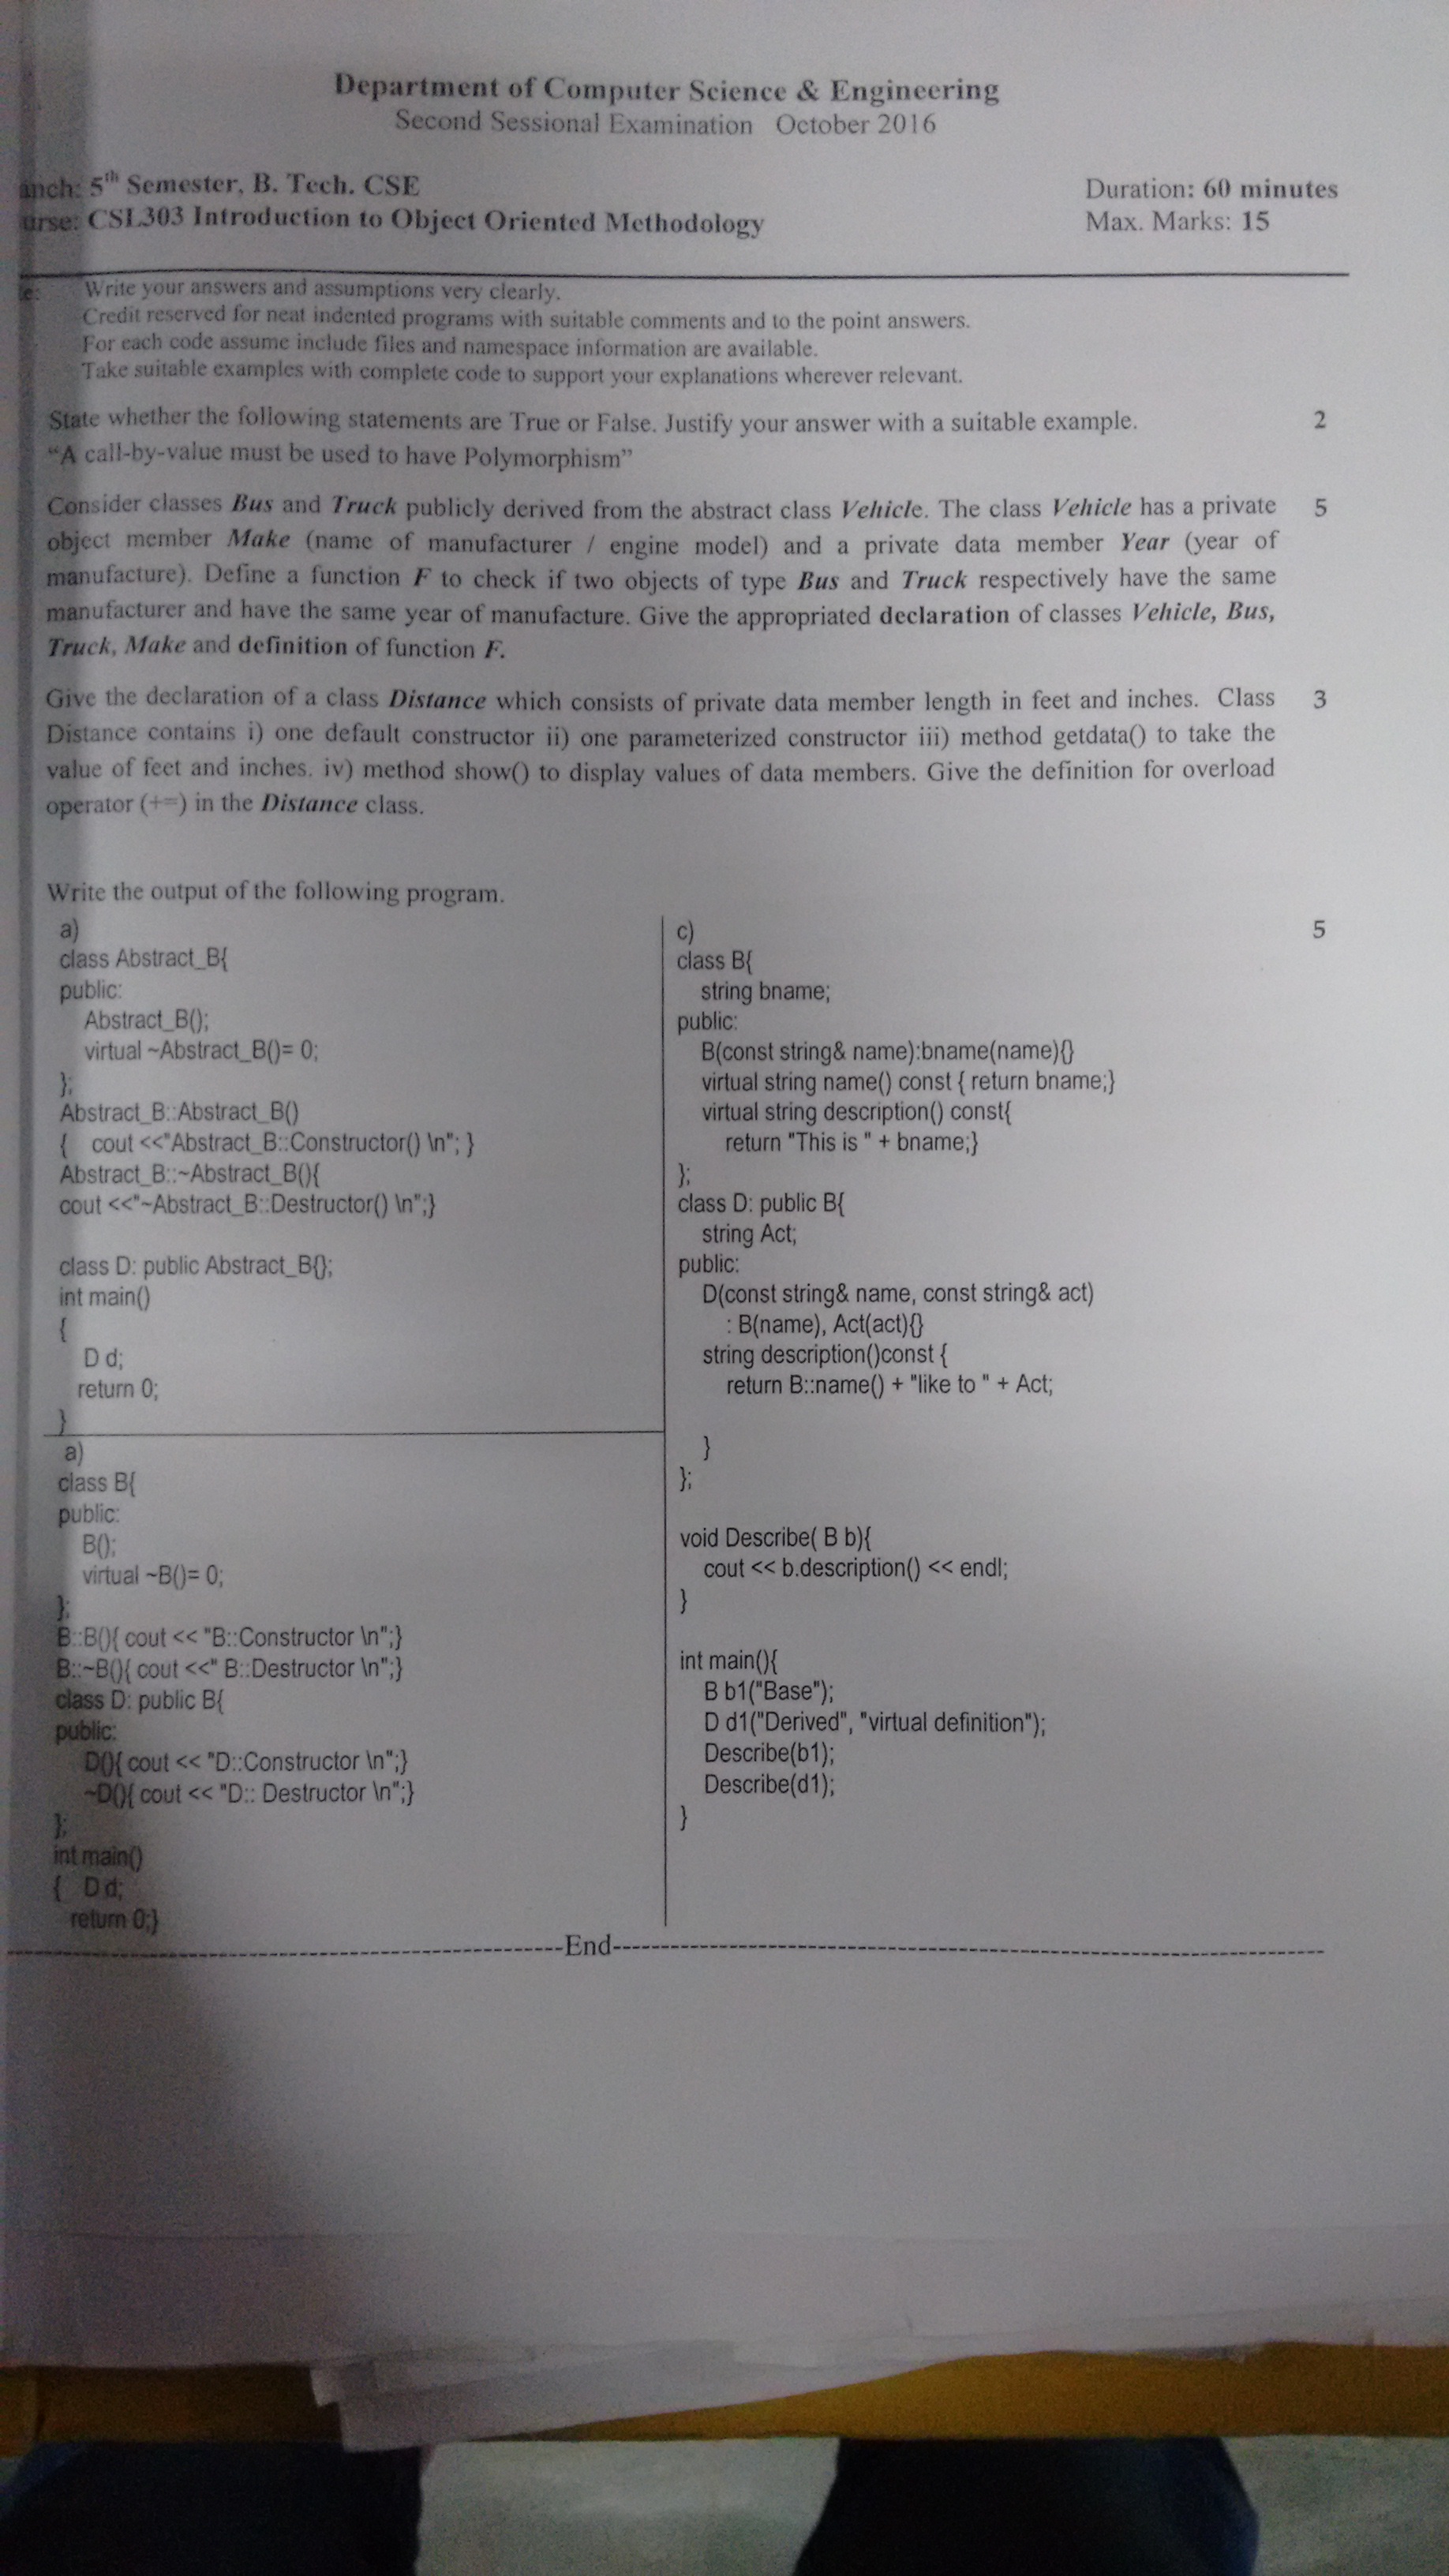 Department of Computer Science & Engineering
Second Sessional Examination October 2016
anch: 5th Semester, B. Tech. CSE
Duration: 60 minutes
urse: CSL303 Introduction to Object Oriented Methodology
Max. Marks: 15
e:
Write your answers and assumptions very clearly.
Credit reserved for neat indented programs with suitable comments and to the point answers.
For each code assume include files and namespace information are available.
Take suitable examples with complete code to support your explanations wherever relevant.
State whether the following statements are True or False. Justify your answer with a suitable example. 2
"A call-by-value must be used to have Polymorphism"
Consider classes Bus and Truck publicly derived from the abstract class Vehicle. The class Vehicle has a private 5
object member Make (name of manufacturer / engine model) and a private data member Year (year of
manufacture). Define a function F to check if two objects of type Bus and Truck respectively have the same
manufacturer and have the same year of manufacture. Give the appropriated declaration of classes Vehicle, Bus,
Truck, Make and definition of function F.
Give the declaration of a class Distance which consists of private data member length in feet and inches. Class 3
Distance contains i) one default constructor ii) one parameterized constructor iii) method getdata() to take the
value of feet and inches. iv) method show() to display values of data members. Give the definition for overload
operator (+=) in the Distance class.
Write the output of the following program.
5
a)
class Abstract_B{
public:
Abstract_B();
virtual ~Abstract_B()= 0;
};
Abstract_B::Abstract_B()
{ cout <<"Abstract_B::Constructor() \n"; }
Abstract_B::~Abstract_B(){
cout <<"~Abstract_B::Destructor() \n";}
class D: public Abstract_B{};
int main()
{
D d;
return 0;
}
a)
class B{
public:
B();
virtual ~B()= 0;
};
B::B(){ cout << "B::Constructor \n";}
B::~B(){ cout <<" B::Destructor \n";}
class D: public B{
public:
D(){ cout << "D::Constructor \n";}
~D(){ cout << "D:: Destructor \n";}
};
int main()
{ D d;
return 0;}
c)
class B{
string bname;
public:
B(const string& name):bname(name){}
virtual string name() const { return bname;}
virtual string description() const{
return "This is " + bname;}
};
class D: public B{
string Act;
public:
D(const string& name, const string& act)
: B(name), Act(act){}
string description()const {
return B::name() + "like to " + Act;
}
};
void Describe( B b){
cout << b.description() << endl;
}
int main(){
B b1("Base");
D d1("Derived", "virtual definition");
Describe(b1);
Describe(d1);
}
End